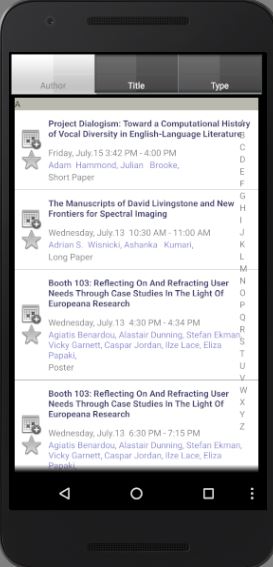 Author Title Type
A
Project Dialogism: Toward a Computational History
of Vocal Diversity in English-Language Literature
Friday, July.15 3:42 PM - 4:00 PM
Adam Hammond, Julian Brooke,
Short Paper
The Manuscripts of David Livingstone and New
Frontiers for Spectral Imaging
Wednesday, July.13 10:30 AM - 11:00 AM
Adrian S. Wisnicki, Ashanka Kumari,
Long Paper
Booth 103: Reflecting On And Refracting User
Needs Through Case Studies In The Light Of
Europeana Research
Wednesday, July.13 4:30 PM - 4:34 PM
Agiatis Benardou, Alastair Dunning, Stefan Ekman,
Vicky Garnett, Caspar Jordan, Ilze Lace, Eliza
Papaki,
Poster
Booth 103: Reflecting On And Refracting User
Needs Through Case Studies In The Light Of
Europeana Research
Wednesday, July.13 6:30 PM - 7:15 PM
Agiatis Benardou, Alastair Dunning, Stefan Ekman,
Vicky Garnett, Caspar Jordan, Ilze Lace, Eliza
Papaki,
B
C
D
E
F
G
H
I
J
K
L
M
N
O
P
Q
R
S
T
U
V
W
X
Y
Z